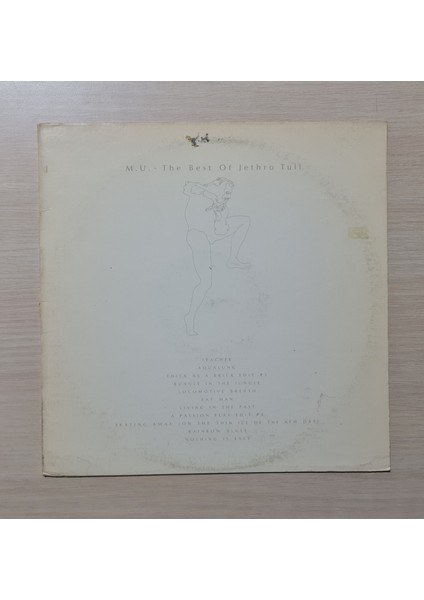 M.U. - The Best Of Jethro Tull
TEACHER
AQUALUNG
THICK AS A BRICK EDIT #1
BUNGLE IN THE JUNGLE
LOCOMOTIVE BREATH
FAT MAN
LIVING IN THE PAST
A PASSION PLAY EDIT #8
SKATING AWAY (ON THE THIN ICE OF THE NEW DAY)
RAINBOW BLUES
NOTHING IS EASY